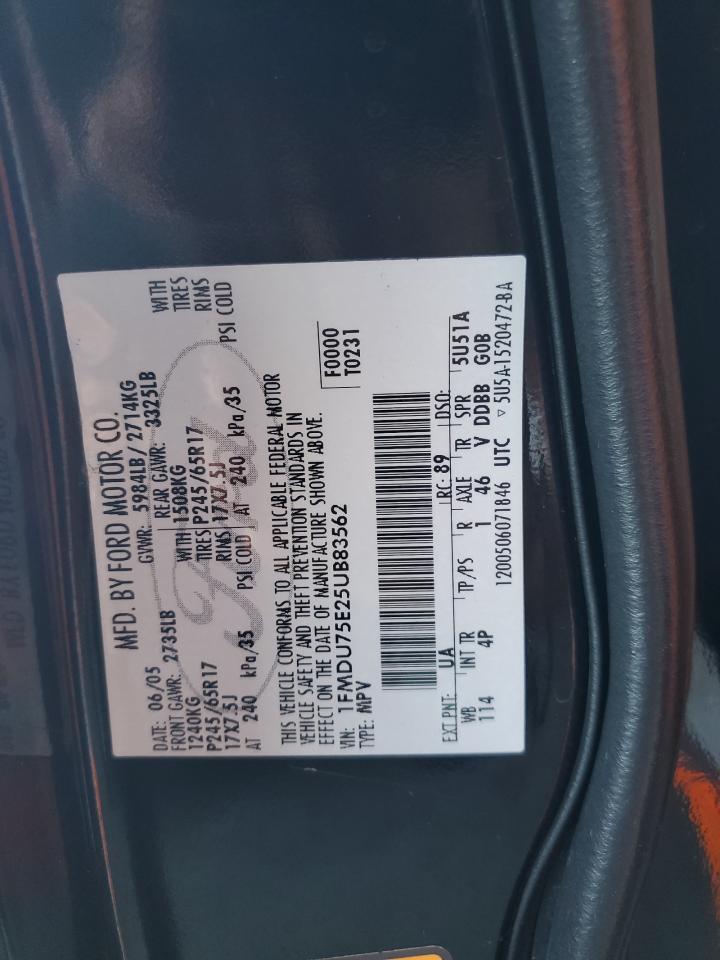 MFD. BY FORD MOTOR CO.
DATE: 06/05 GVWR: 5984LB/2714KG
FRONT GAWR: 2735LB REAR GAWR: 3325LB
1240KG WITH 1508KG WITH
P245/65R17 TIRES P245/65R17 TIRES
17X7.5J RIMS 17X7.5J RIMS
AT 240 kPa/35 PSI COLD AT 240 kPa/35 PSI COLD
THIS VEHICLE CONFORMS TO ALL APPLICABLE FEDERAL MOTOR
VEHICLE SAFETY AND THEFT PREVENTION STANDARDS IN
EFFECT ON THE DATE OF MANUFACTURE SHOWN ABOVE.
VIN: 1FMDU75E25UB83562 F0000
TYPE: MPV T0231
EXT PNT: UA RC: 89 DSO:
WB INT TR TP/PS R AXLE TR SPR 5U51A
114 4P 1 46 V DDBB GOB
1200506071846 UTC ▽ 5U5A-1520472-BA
Ford